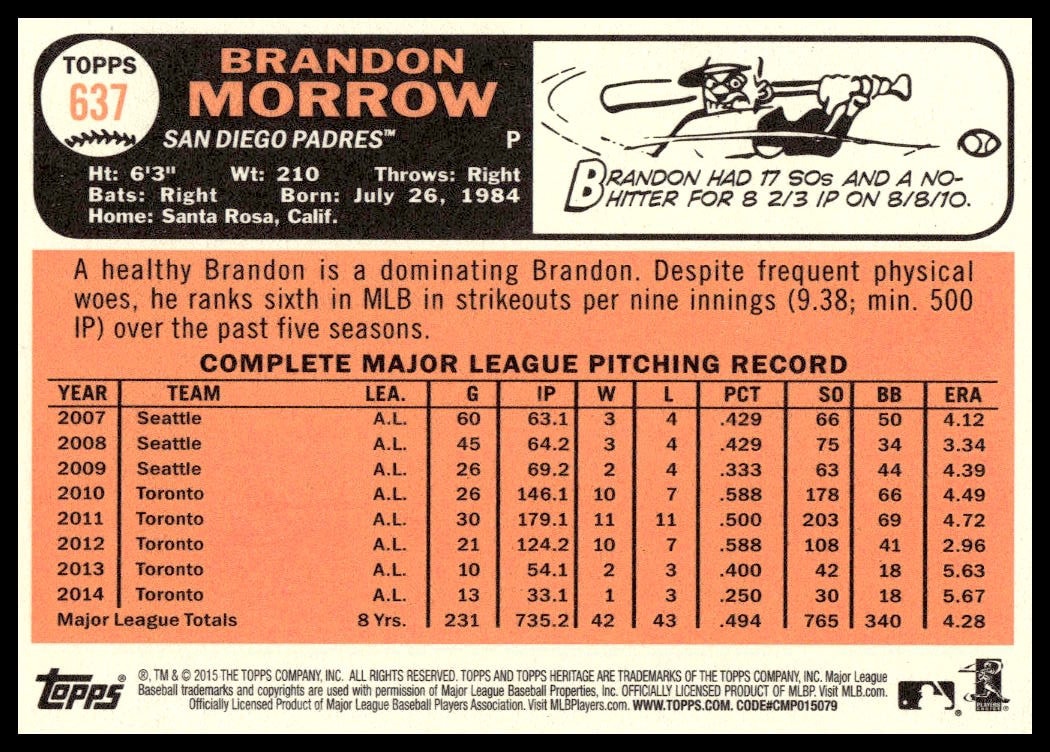 TOPPS
637
BRANDON
MORROW
SAN DIEGO PADRES™ P
Ht: 6'3" Wt: 210 Throws: Right
Bats: Right Born: July 26, 1984
Home: Santa Rosa, Calif.
BRANDON HAD 17 SOs AND A NO-
HITTER FOR 8 2/3 IP ON 8/8/10.
A healthy Brandon is a dominating Brandon. Despite frequent physical
woes, he ranks sixth in MLB in strikeouts per nine innings (9.38; min. 500
IP) over the past five seasons.
COMPLETE MAJOR LEAGUE PITCHING RECORD
YEAR TEAM LEA. G IP W L PCT SO BB ERA
2007 Seattle A.L. 60 63.1 3 4 .429 66 50 4.12
2008 Seattle A.L. 45 64.2 3 4 .429 75 34 3.34
2009 Seattle A.L. 26 69.2 2 4 .333 63 44 4.39
2010 Toronto A.L. 26 146.1 10 7 .588 178 66 4.49
2011 Toronto A.L. 30 179.1 11 11 .500 203 69 4.72
2012 Toronto A.L. 21 124.2 10 7 .588 108 41 2.96
2013 Toronto A.L. 10 54.1 2 3 .400 42 18 5.63
2014 Toronto A.L. 13 33.1 1 3 .250 30 18 5.67
Major League Totals 8 Yrs. 231 735.2 42 43 .494 765 340 4.28
topps®
®, TM & © 2015 THE TOPPS COMPANY, INC. ALL RIGHTS RESERVED. TOPPS AND TOPPS HERITAGE ARE TRADEMARKS OF THE TOPPS COMPANY, INC. Major League
Baseball trademarks and copyrights are used with permission of Major League Baseball Properties, Inc. OFFICIALLY LICENSED PRODUCT OF MLBP. Visit MLB.com.
Officially Licensed Product of Major League Baseball Players Association. Visit MLBPlayers.com. WWW.TOPPS.COM. CODE#CMP015079
PLAYERS
CHOICE